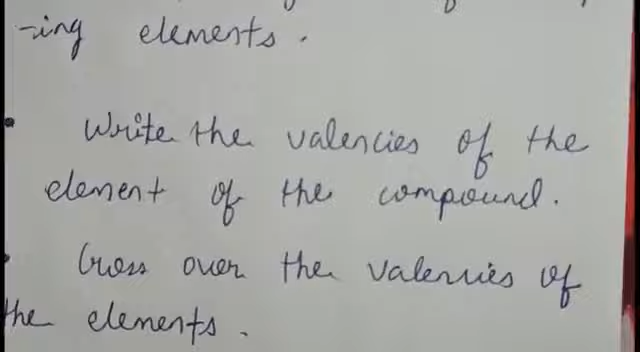 -ing elements.
Write the valencies of the
element of the compound.
Cross over the valencies of
the elements.